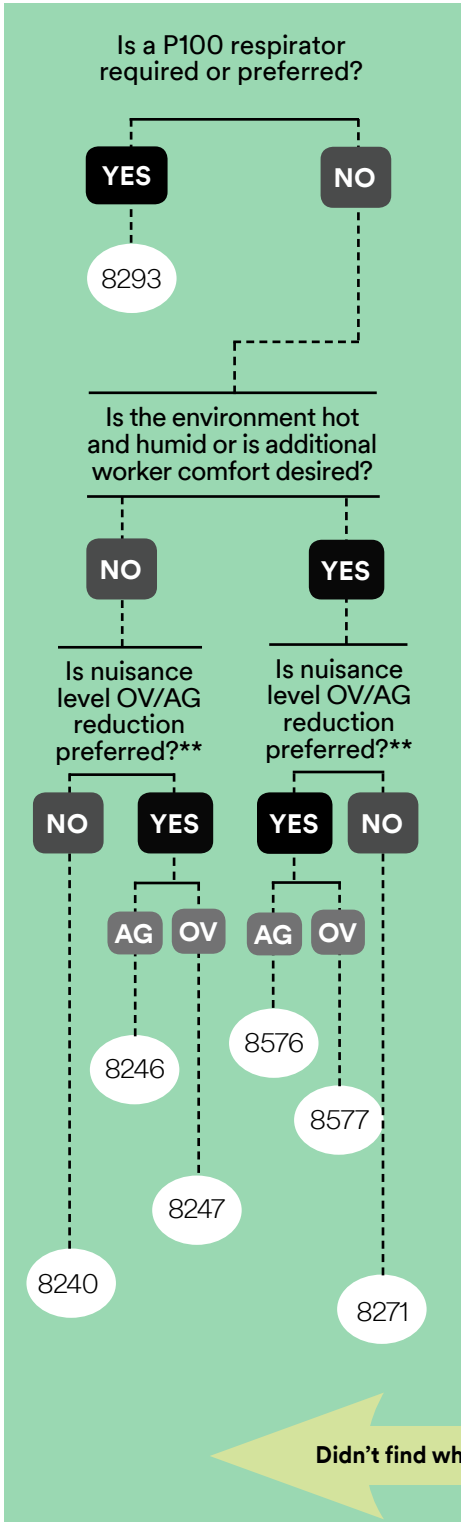 Is a P100 respirator
required or preferred?
YES
NO
8293
Is the environment hot
and humid or is additional
worker comfort desired?
NO
YES
Is nuisance
level OV/AG
reduction
preferred?**
Is nuisance
level OV/AG
reduction
preferred?**
NO
YES
YES
NO
AG
OV
AG
OV
8246
8576
8577
8247
8240
8271
Didn't find